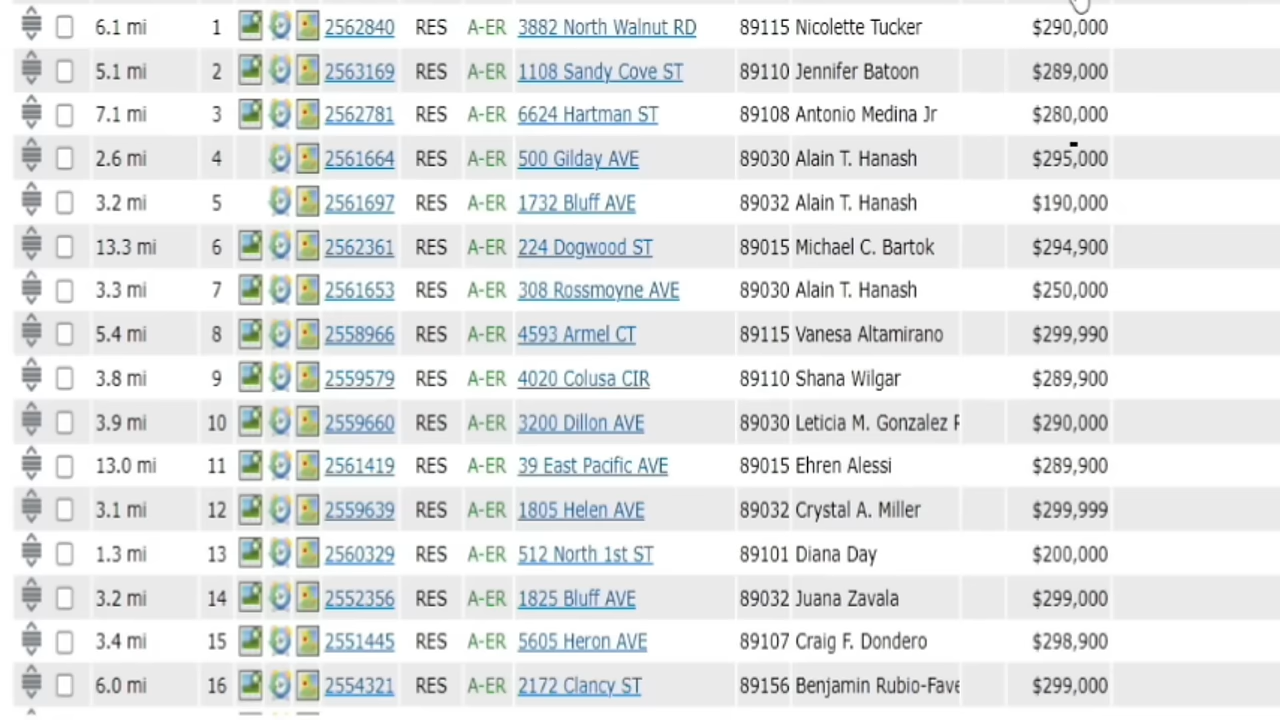 6.1 mi 1 2562840 RES A-ER 3882 North Walnut RD 89115 Nicolette Tucker $290,000
5.1 mi 2 2563169 RES A-ER 1108 Sandy Cove ST 89110 Jennifer Batoon $289,000
7.1 mi 3 2562781 RES A-ER 6624 Hartman ST 89108 Antonio Medina Jr $280,000
2.6 mi 4 2561664 RES A-ER 500 Gilday AVE 89030 Alain T. Hanash $295,000
3.2 mi 5 2561697 RES A-ER 1732 Bluff AVE 89032 Alain T. Hanash $190,000
13.3 mi 6 2562361 RES A-ER 224 Dogwood ST 89015 Michael C. Bartok $294,900
3.3 mi 7 2561653 RES A-ER 308 Rossmoyne AVE 89030 Alain T. Hanash $250,000
5.4 mi 8 2558966 RES A-ER 4593 Armel CT 89115 Vanesa Altamirano $299,990
3.8 mi 9 2559579 RES A-ER 4020 Colusa CIR 89110 Shana Wilgar $289,900
3.9 mi 10 2559660 RES A-ER 3200 Dillon AVE 89030 Leticia M. Gonzalez $290,000
13.0 mi 11 2561419 RES A-ER 39 East Pacific AVE 89015 Ehren Alessi $289,900
3.1 mi 12 2559639 RES A-ER 1805 Helen AVE 89032 Crystal A. Miller $299,999
1.3 mi 13 2560329 RES A-ER 512 North 1st ST 89101 Diana Day $200,000
3.2 mi 14 2552356 RES A-ER 1825 Bluff AVE 89032 Juana Zavala $299,000
3.4 mi 15 2551445 RES A-ER 5605 Heron AVE 89107 Craig F. Dondero $298,900
6.0 mi 16 2554321 RES A-ER 2172 Clancy ST 89156 Benjamin Rubio-Fave $299,000